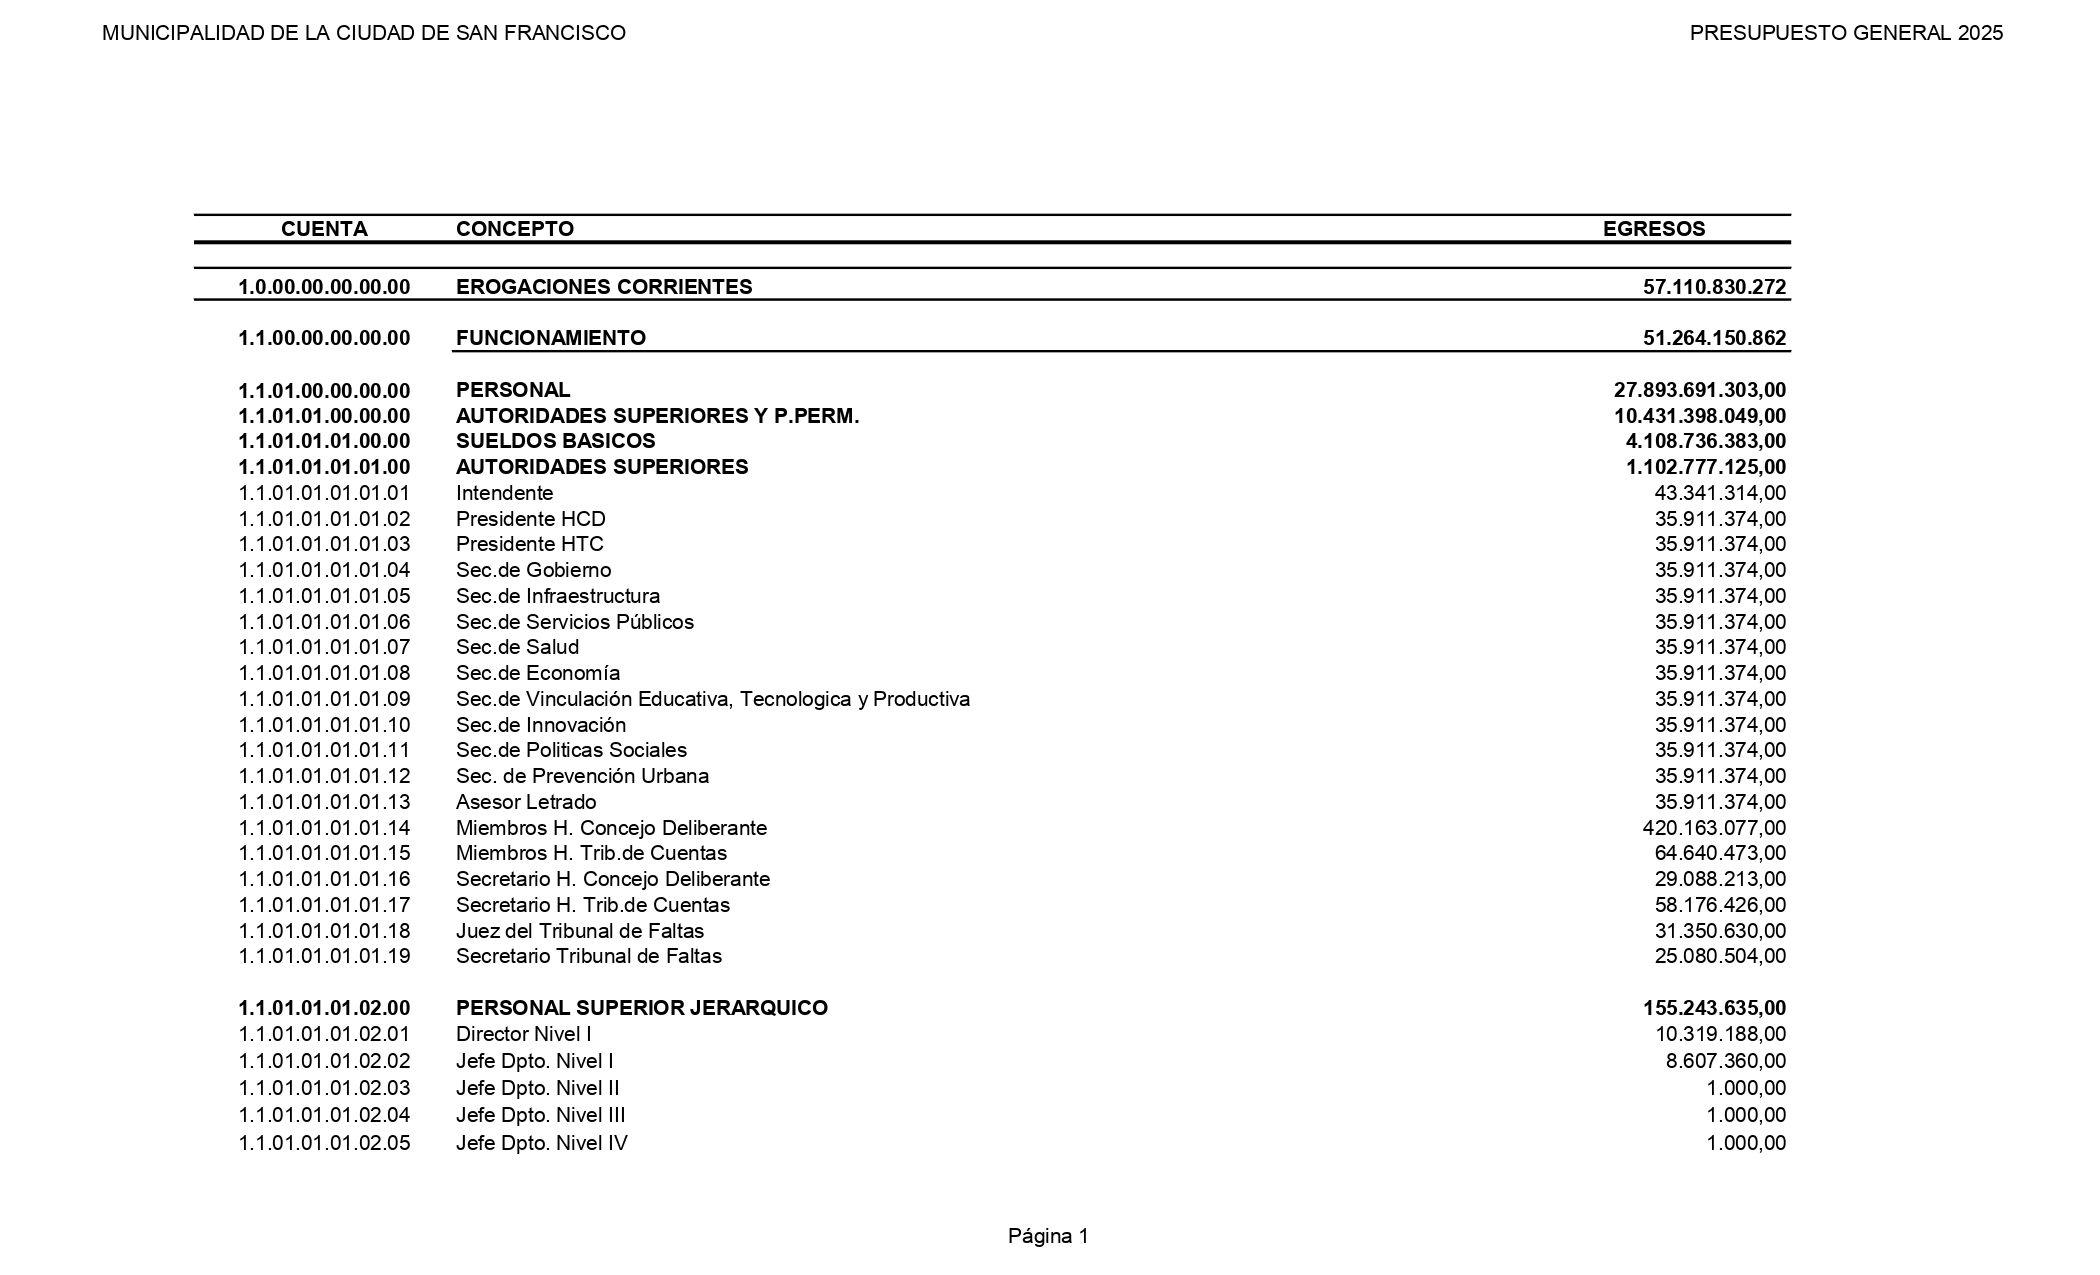 MUNICIPALIDAD DE LA CIUDAD DE SAN FRANCISCO PRESUPUESTO GENERAL 2025
CUENTA CONCEPTO EGRESOS
1.0.00.00.00.00.00 EROGACIONES CORRIENTES 57.110.830.272
1.1.00.00.00.00.00 FUNCIONAMIENTO 51.264.150.862
1.1.01.00.00.00.00 PERSONAL 27.893.691.303,00
1.1.01.01.00.00.00 AUTORIDADES SUPERIORES Y P.PERM. 10.431.398.049,00
1.1.01.01.01.00.00 SUELDOS BASICOS 4.108.736.383,00
1.1.01.01.01.01.00 AUTORIDADES SUPERIORES 1.102.777.125,00
1.1.01.01.01.01.01 Intendente 43.341.314,00
1.1.01.01.01.01.02 Presidente HCD 35.911.374,00
1.1.01.01.01.01.03 Presidente HTC 35.911.374,00
1.1.01.01.01.01.04 Sec.de Gobierno 35.911.374,00
1.1.01.01.01.01.05 Sec.de Infraestructura 35.911.374,00
1.1.01.01.01.01.06 Sec.de Servicios Públicos 35.911.374,00
1.1.01.01.01.01.07 Sec.de Salud 35.911.374,00
1.1.01.01.01.01.08 Sec.de Economía 35.911.374,00
1.1.01.01.01.01.09 Sec.de Vinculación Educativa, Tecnologica y Productiva 35.911.374,00
1.1.01.01.01.01.10 Sec.de Innovación 35.911.374,00
1.1.01.01.01.01.11 Sec.de Politicas Sociales 35.911.374,00
1.1.01.01.01.01.12 Sec. de Prevención Urbana 35.911.374,00
1.1.01.01.01.01.13 Asesor Letrado 35.911.374,00
1.1.01.01.01.01.14 Miembros H. Concejo Deliberante 420.163.077,00
1.1.01.01.01.01.15 Miembros H. Trib.de Cuentas 64.640.473,00
1.1.01.01.01.01.16 Secretario H. Concejo Deliberante 29.088.213,00
1.1.01.01.01.01.17 Secretario H. Trib.de Cuentas 58.176.426,00
1.1.01.01.01.01.18 Juez del Tribunal de Faltas 31.350.630,00
1.1.01.01.01.01.19 Secretario Tribunal de Faltas 25.080.504,00
1.1.01.01.01.02.00 PERSONAL SUPERIOR JERARQUICO 155.243.635,00
1.1.01.01.01.02.01 Director Nivel I 10.319.188,00
1.1.01.01.01.02.02 Jefe Dpto. Nivel I 8.607.360,00
1.1.01.01.01.02.03 Jefe Dpto. Nivel II 1.000,00
1.1.01.01.01.02.04 Jefe Dpto. Nivel III 1.000,00
1.1.01.01.01.02.05 Jefe Dpto. Nivel IV 1.000,00
Página 1